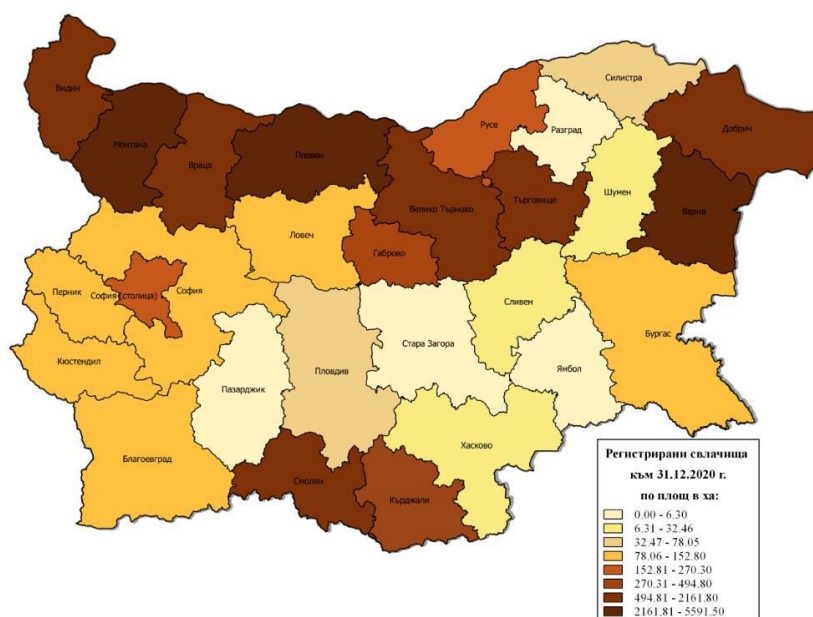 Видин
Монтана
Враца
Плевен
Велико Търново
Русе
Разград
Силистра
Добрич
Търговище
Шумен
Варна
Ловеч
Габрово
Перник
София (столица)
София
Кюстендил
Благоевград
Пазарджик
Пловдив
Стара Загора
Сливен
Ямбол
Бургас
Хасково
Смолян
Кърджали
Регистрирани свлачища
към 31.12.2020 г.
по площ в ха:
0.00 - 6.30
6.31 - 32.46
32.47 - 78.05
78.06 - 152.80
152.81 - 270.30
270.31 - 494.80
494.81 - 2161.80
2161.81 - 5591.50